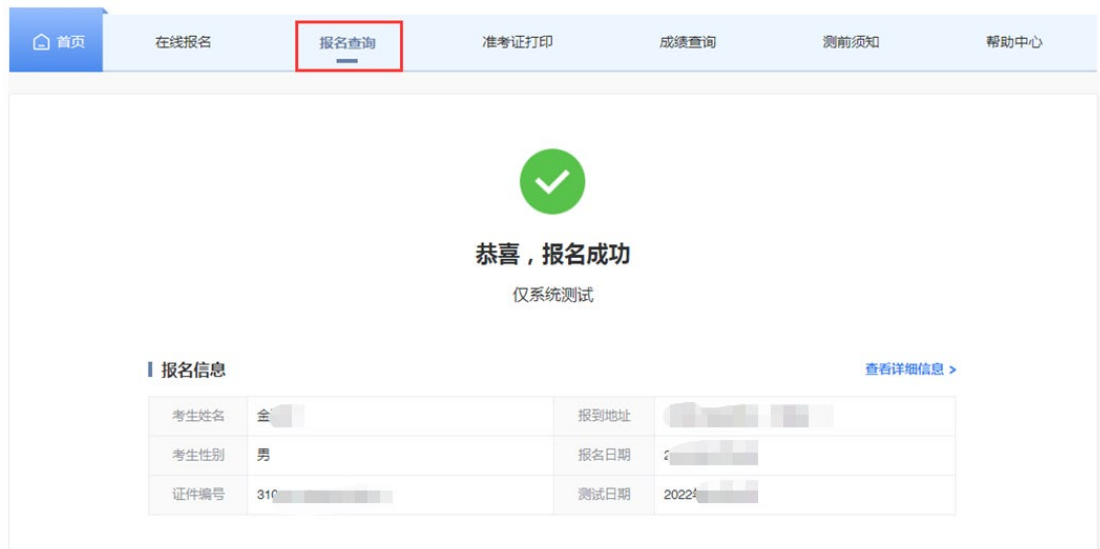 首页 在线报名 报名查询 准考证打印 成绩查询 测前须知 帮助中心
恭喜，报名成功
仅系统测试
报名信息 查看详细信息 >
考生姓名 金 报到地址
考生性别 男 报名日期 2
证件编号 310 测试日期 2022